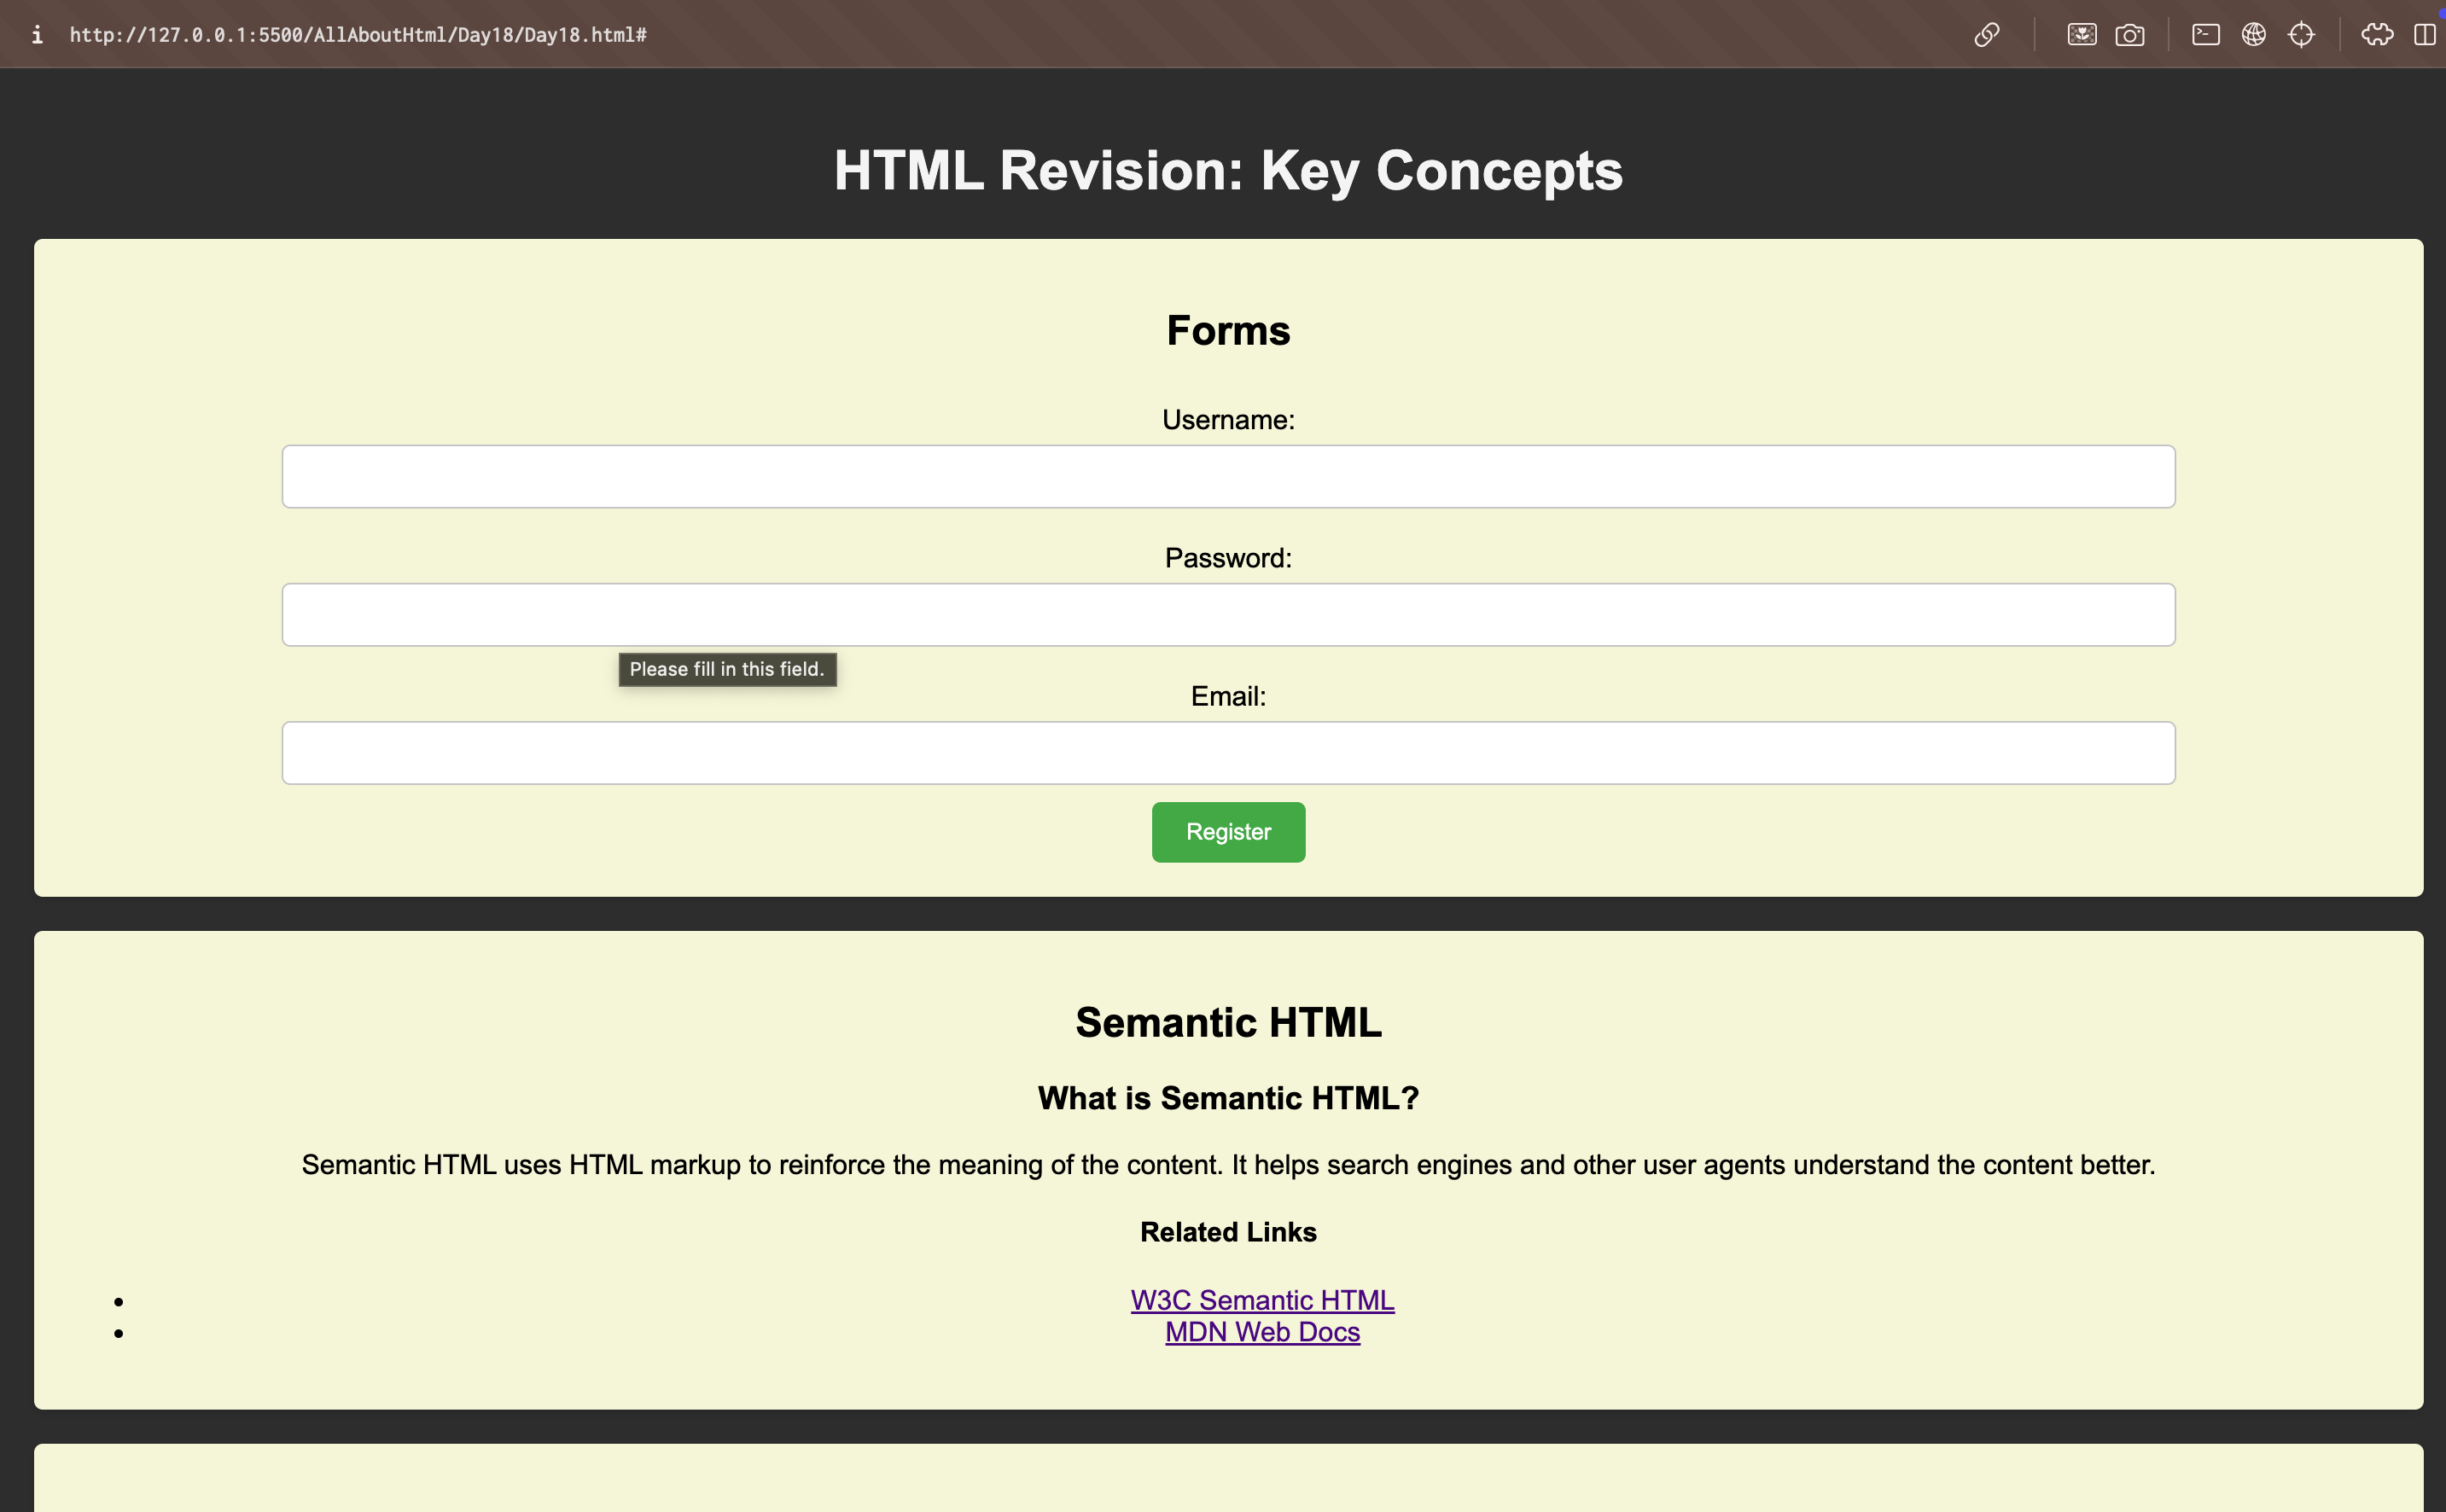 http://127.0.0.1:5500/AllAboutHtml/Day18/Day18.html#
HTML Revision: Key Concepts
Forms
Username:
Password:
Please fill in this field.
Email:
Register
Semantic HTML
What is Semantic HTML?
Semantic HTML uses HTML markup to reinforce the meaning of the content. It helps search engines and other user agents understand the content better.
Related Links
W3C Semantic HTML
MDN Web Docs